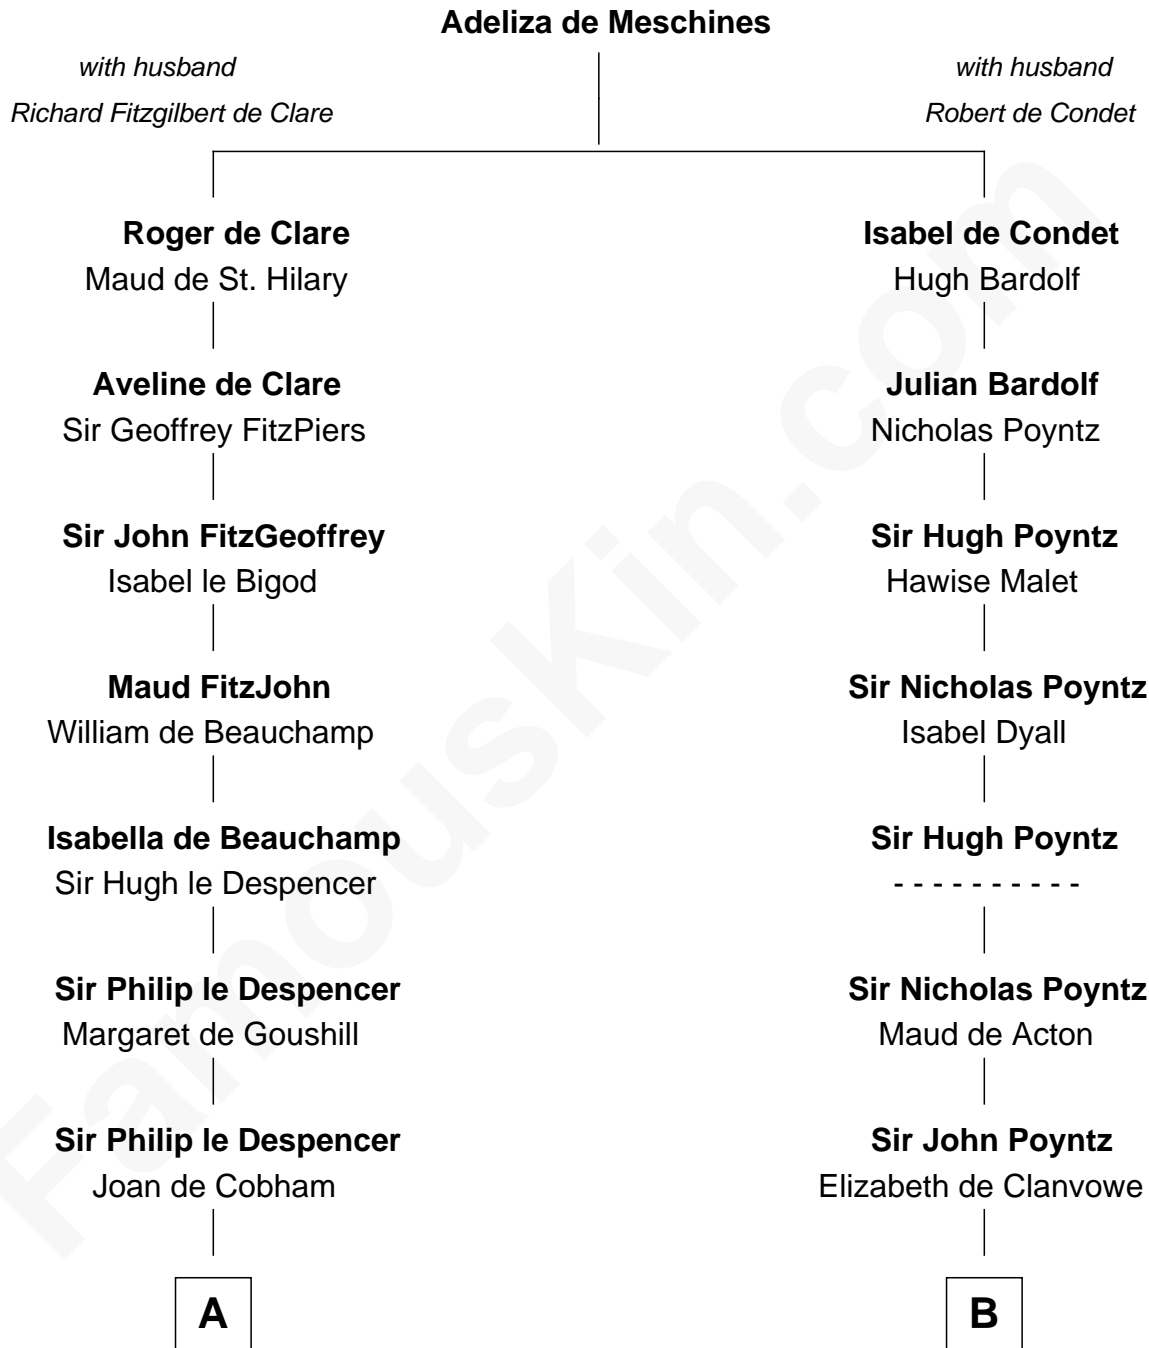 Adeliza de Meschines
with husband
Richard Fitzgilbert de Clare
with husband
Robert de Condet
Roger de Clare
Maud de St. Hilary
Isabel de Condet
Hugh Bardolf
Aveline de Clare
Sir Geoffrey FitzPiers
Julian Bardolf
Nicholas Poyntz
Sir John FitzGeoffrey
Isabel le Bigod
Sir Hugh Poyntz
Hawise Malet
Maud FitzJohn
William de Beauchamp
Sir Nicholas Poyntz
Isabel Dyall
Isabella de Beauchamp
Sir Hugh le Despencer
Sir Hugh Poyntz
- - - - - - - - - -
Sir Philip le Despencer
Margaret de Goushill
Sir Nicholas Poyntz
Maud de Acton
Sir Philip le Despencer
Joan de Cobham
Sir John Poyntz
Elizabeth de Clanvowe
A
B
FamousKin.com